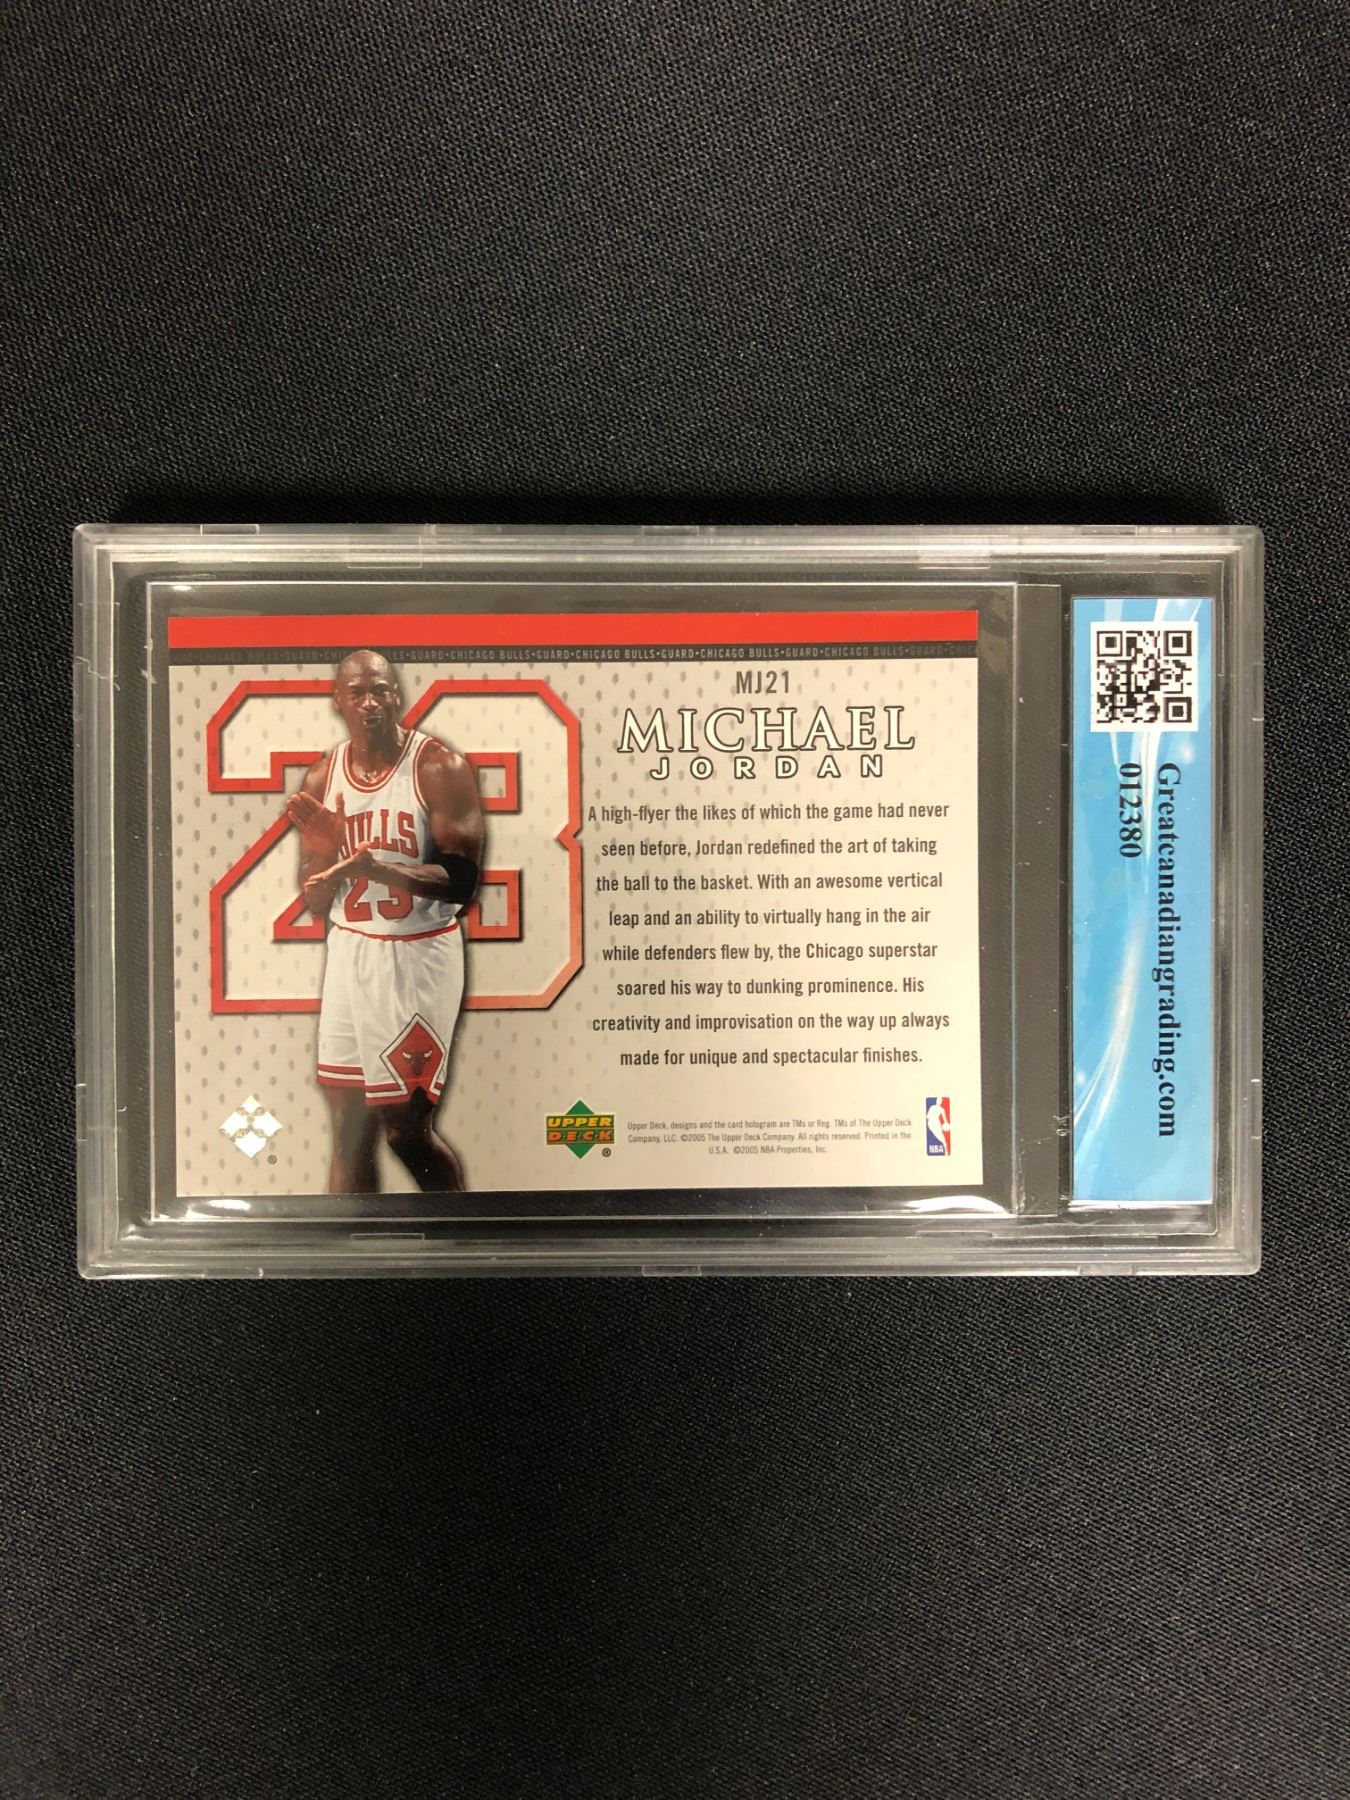 LLS•GUARD•CHICAGO BULLS•GUARD•CHICAGO BULLS•GUARD•CHICAGO BULLS•GUARD•CHICAGO BULLS•GUARD•
MJ21
MICHAEL
JORDAN
A high-flyer the likes of which the game had never
seen before, Jordan redefined the art of taking
the ball to the basket. With an awesome vertical
leap and an ability to virtually hang in the air
while defenders flew by, the Chicago superstar
soared his way to dunking prominence. His
creativity and improvisation on the way up always
made for unique and spectacular finishes.
23
BULLS
23
®
UPPER
DECK
®
Upper Deck, designs and the card hologram are TMs or Reg. TMs of The Upper Deck
Company, LLC. ©2005 The Upper Deck Company. All rights reserved. Printed in the
U.S.A. ©2005 NBA Properties, Inc.
NBA
Greatcanadiangrading.com
012380